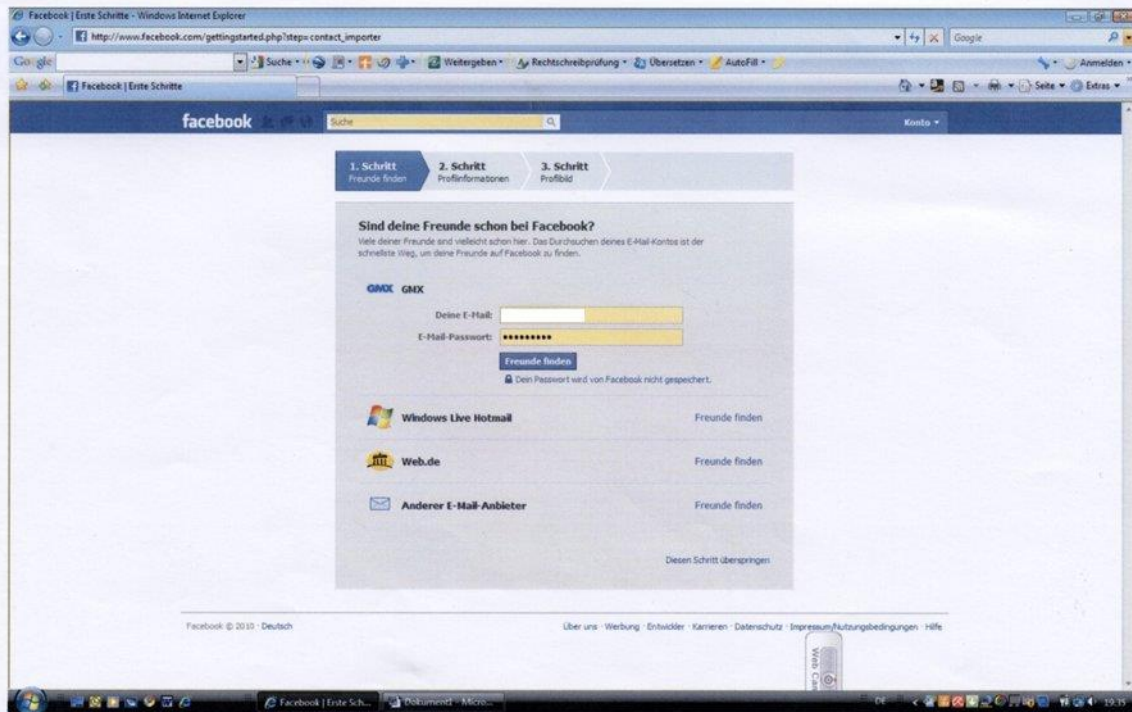 Facebook | Erste Schritte - Windows Internet Explorer
http://www.facebook.com/gettingstarted.php?step=contact_importer
Google
Google
Suche
Weitergeben
Rechtschreibprüfung
Übersetzen
AutoFill
Anmelden
Facebook | Erste Schritte
Seite
Extras
facebook
Suche
Konto
1. Schritt
Freunde finden
2. Schritt
Profilinformationen
3. Schritt
Profilbild
Sind deine Freunde schon bei Facebook?
Viele deiner Freunde sind vielleicht schon hier. Das Durchsuchen deines E-Mail-Kontos ist der
schnellste Weg, um deine Freunde auf Facebook zu finden.
GMX GMX
Deine E-Mail:
E-Mail-Passwort: •••••••••
Freunde finden
Dein Passwort wird von Facebook nicht gespeichert.
Windows Live Hotmail Freunde finden
Web.de Freunde finden
Anderer E-Mail-Anbieter Freunde finden
Diesen Schritt überspringen
Facebook © 2010 · Deutsch
Über uns · Werbung · Entwickler · Karrieren · Datenschutz · Impressum/Nutzungsbedingungen · Hilfe
Web Cam
Facebook | Erste Sch...
Dokument1 - Micro...
DE
19:35